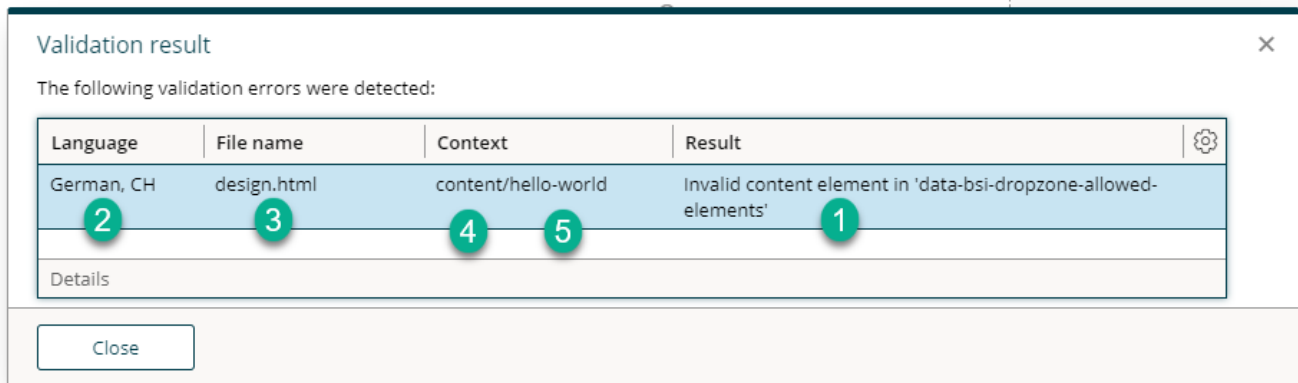 Validation result
The following validation errors were detected:
Language File name Context Result
German, CH design.html content/hello-world Invalid content element in 'data-bsi-dropzone-allowed-
elements'
2 3 4 5 1
Details
Close